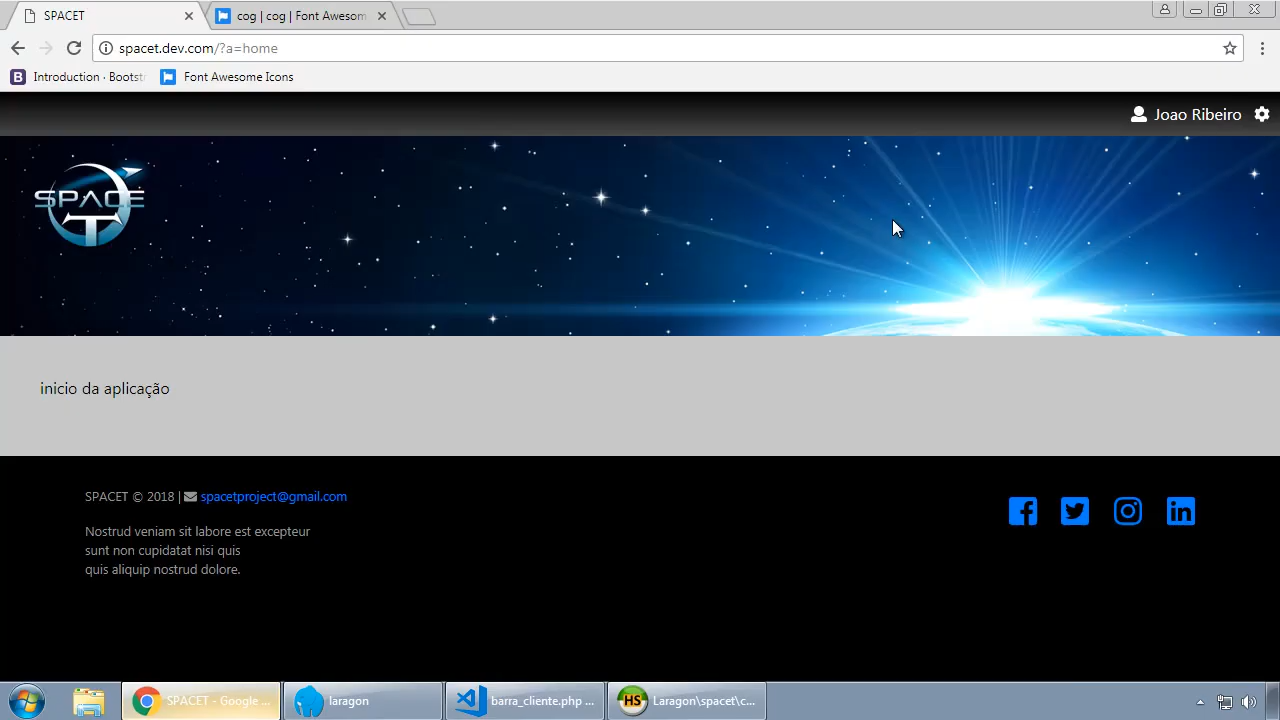 SPACET
cog | cog | Font Awesom
spacet.dev.com/?a=home
Introduction · Bootst
Font Awesome Icons
Joao Ribeiro
SPACE
T
inicio da aplicação
SPACET © 2018 | spacetproject@gmail.com
Nostrud veniam sit labore est excepteur
sunt non cupidatat nisi quis
quis aliquip nostrud dolore.
SPACET - Google ...
laragon
barra_cliente.php ...
HS
Laragon\spacet\c...